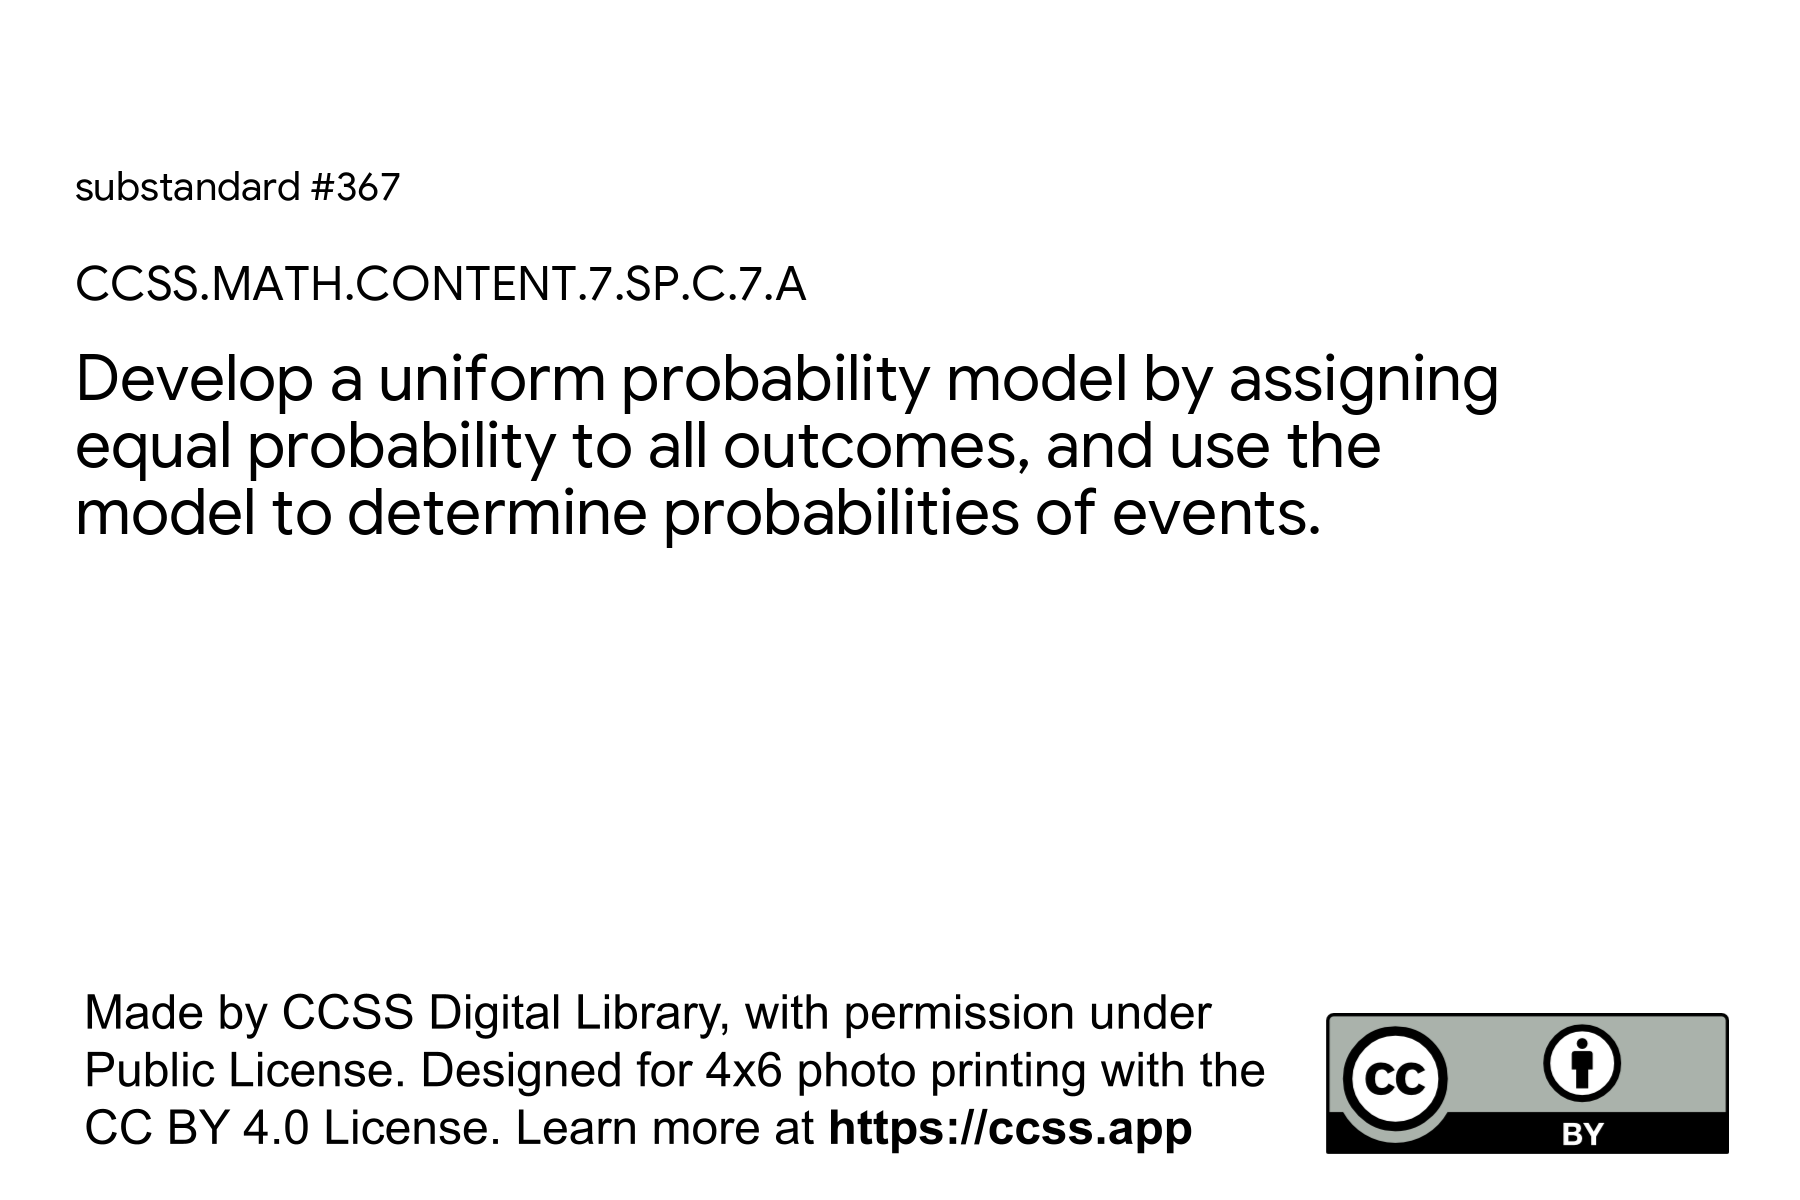 substandard #367
CCSS.MATH.CONTENT.7.SP.C.7.A
Develop a uniform probability model by assigning
equal probability to all outcomes, and use the
model to determine probabilities of events.
Made by CCSS Digital Library, with permission under
Public License. Designed for 4x6 photo printing with the
CC BY 4.0 License. Learn more at https://ccss.app
CC
BY